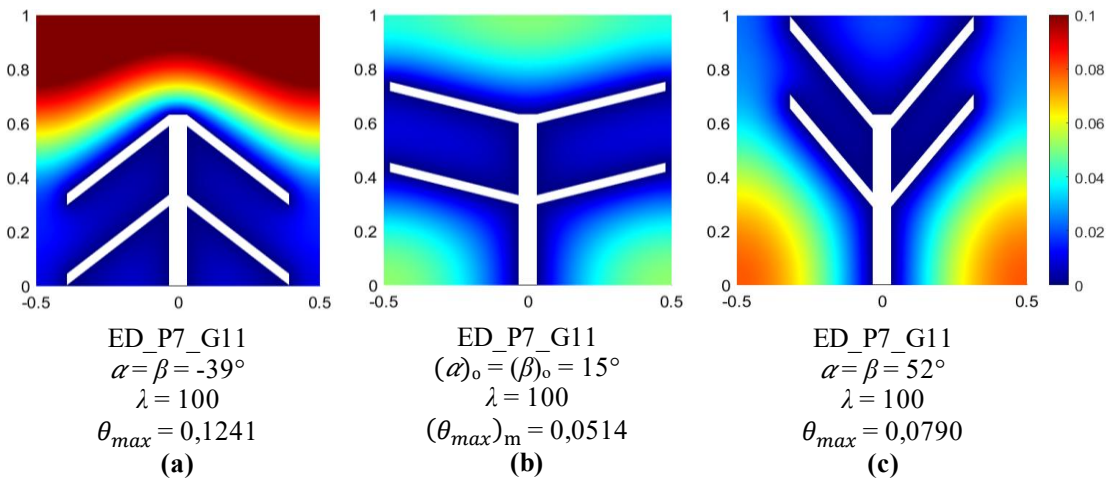 1
0.8
0.6
0.4
0.2
0
-0.5
0
0.5
ED_P7_G11
α = β = -39°
λ = 100
θmax = 0,1241
(a)
1
0.8
0.6
0.4
0.2
0
-0.5
0
0.5
ED_P7_G11
(α)o = (β)o = 15°
λ = 100
(θmax)m = 0,0514
(b)
1
0.8
0.6
0.4
0.2
0
-0.5
0
0.5
ED_P7_G11
α = β = 52°
λ = 100
θmax = 0,0790
(c)
0.1
0.08
0.06
0.04
0.02
0